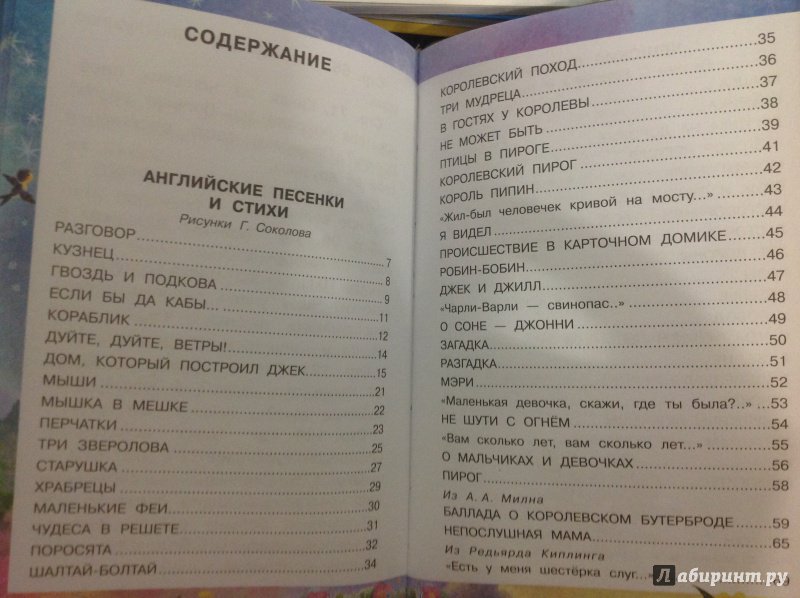 СОДЕРЖАНИЕ
АНГЛИЙСКИЕ ПЕСЕНКИ
И СТИХИ
Рисунки Г. Соколова
РАЗГОВОР 7
КУЗНЕЦ 8
ГВОЗДЬ И ПОДКОВА 9
ЕСЛИ БЫ ДА КАБЫ... 11
КОРАБЛИК 12
ДУЙТЕ, ДУЙТЕ, ВЕТРЫ! 14
ДОМ, КОТОРЫЙ ПОСТРОИЛ ДЖЕК 15
МЫШИ 21
МЫШКА В МЕШКЕ 22
ПЕРЧАТКИ 23
ТРИ ЗВЕРОЛОВА 25
СТАРУШКА 27
ХРАБРЕЦЫ 29
МАЛЕНЬКИЕ ФЕИ 30
ЧУДЕСА В РЕШЕТЕ 31
ПОРОСЯТА 32
ШАЛТАЙ-БОЛТАЙ 34
КОРОЛЕВСКИЙ ПОХОД 35
ТРИ МУДРЕЦА 36
В ГОСТЯХ У КОРОЛЕВЫ 37
НЕ МОЖЕТ БЫТЬ 38
ПТИЦЫ В ПИРОГЕ 39
КОРОЛЕВСКИЙ ПИРОГ 41
КОРОЛЬ ПИПИН 42
«Жил-был человечек кривой на мосту...» 43
Я ВИДЕЛ 44
ПРОИСШЕСТВИЕ В КАРТОЧНОМ ДОМИКЕ 45
РОБИН-БОБИН 46
ДЖЕК И ДЖИЛЛ 47
«Чарли-Варли — свинопас..» 48
О СОНЕ — ДЖОННИ 49
ЗАГАДКА 50
РАЗГАДКА 51
МЭРИ 52
«Маленькая девочка, скажи, где ты была?..» 53
НЕ ШУТИ С ОГНЁМ 54
«Вам сколько лет, вам сколько лет...» 55
О МАЛЬЧИКАХ И ДЕВОЧКАХ 56
ПИРОГ 58
Из А. А. Милна
БАЛЛАДА О КОРОЛЕВСКОМ БУТЕРБРОДЕ 59
НЕПОСЛУШНАЯ МАМА 65
Из Редьярда Киплинга
«Есть у меня шестёрка слуг...»
Лабиринт.ру